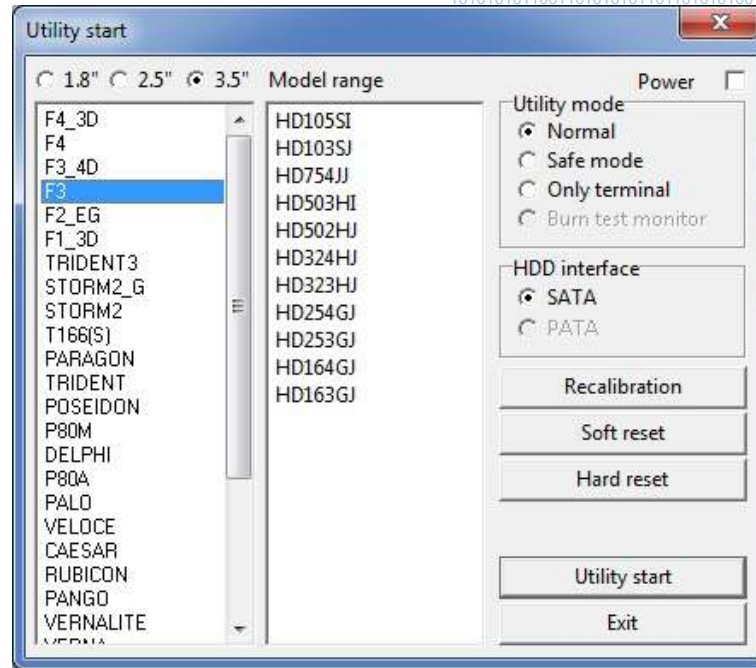 Utility start
1.8" 2.5" 3.5" Model range Power
F4_3D
F4
F3_4D
F3
F2_EG
F1_3D
TRIDENT3
STORM2_G
STORM2
T166(S)
PARAGON
TRIDENT
POSEIDON
P80M
DELPHI
P80A
PALO
VELOCE
CAESAR
RUBICON
PANGO
VERNALITE
HD105SI
HD103SJ
HD754JJ
HD503HI
HD502HJ
HD324HJ
HD323HJ
HD254GJ
HD253GJ
HD164GJ
HD163GJ
Utility mode
Normal
Safe mode
Only terminal
Burn test monitor
HDD interface
SATA
PATA
Recalibration
Soft reset
Hard reset
Utility start
Exit